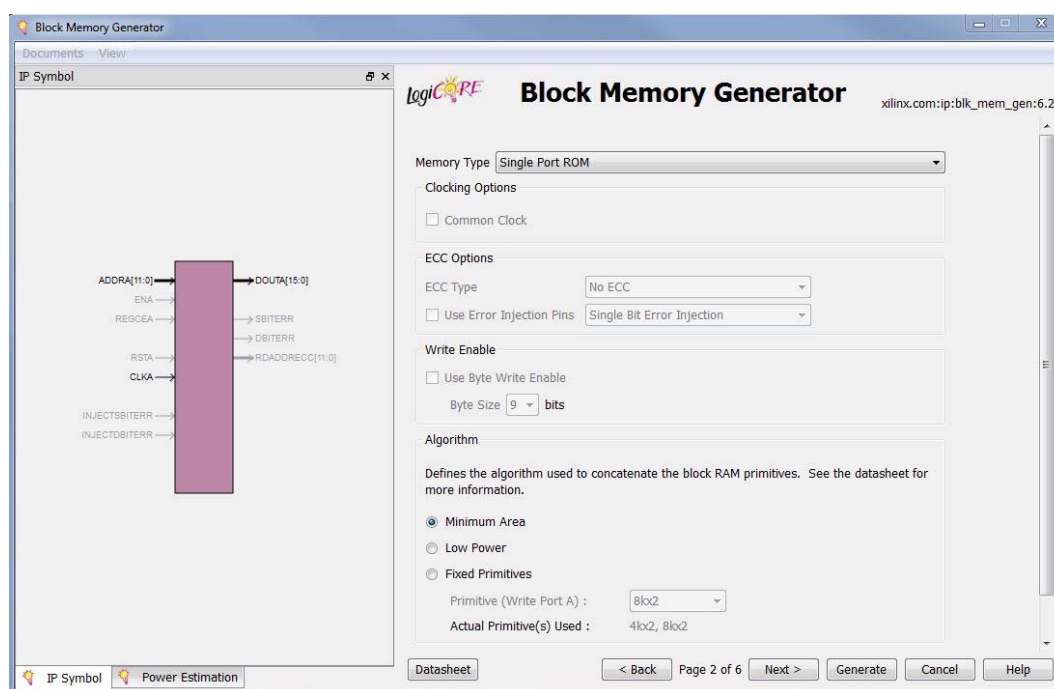 Block Memory Generator
Documents View
IP Symbol
LogiCORE
Block Memory Generator
xilinx.com:ip:blk_mem_gen:6.2
Memory Type Single Port ROM
Clocking Options
Common Clock
ECC Options
ECC Type No ECC
Use Error Injection Pins Single Bit Error Injection
Write Enable
Use Byte Write Enable
Byte Size 9 bits
Algorithm
Defines the algorithm used to concatenate the block RAM primitives. See the datasheet for
more information.
Minimum Area
Low Power
Fixed Primitives
Primitive (Write Port A) : 8kx2
Actual Primitive(s) Used : 4kx2, 8kx2
ADDRA[11:0] DOUTA[15:0]
ENA
REGCEA SBITERR
DBITERR
RSTA RDADDRECC[11:0]
CLKA
INJECTSBITERR
INJECTDBITERR
IP Symbol Power Estimation
Datasheet < Back Page 2 of 6 Next > Generate Cancel Help